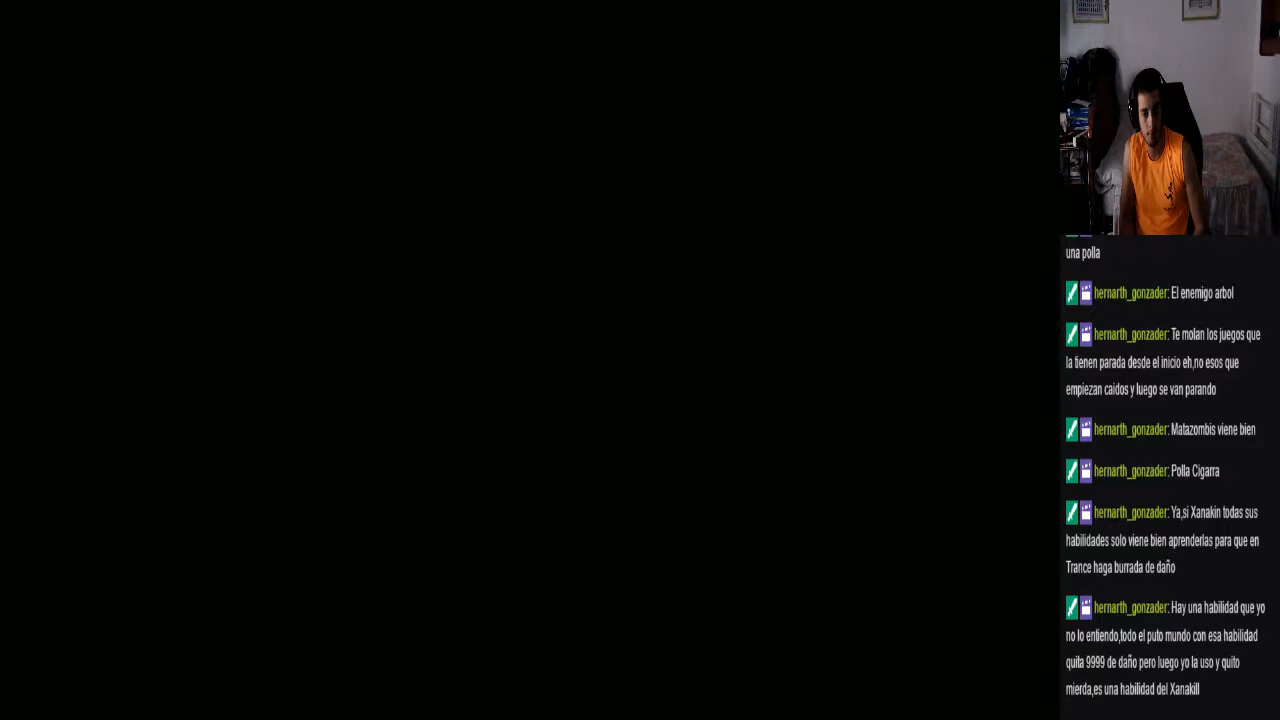 una polla
hernarth_gonzader: El enemigo arbol
hernarth_gonzader: Te molan los juegos que
la tienen parada desde el inicio eh,no esos que
empiezan caidos y luego se van parando
hernarth_gonzader: Matazombis viene bien
hernarth_gonzader: Polla Cigarra
hernarth_gonzader: Ya,si Xanakin todas sus
habilidades solo viene bien aprenderlas para que en
Trance haga burrada de daño
hernarth_gonzader: Hay una habilidad que yo
no lo entiendo,todo el puto mundo con esa habilidad
quita 9999 de daño pero luego yo la uso y quito
mierda,es una habilidad del Xanakill